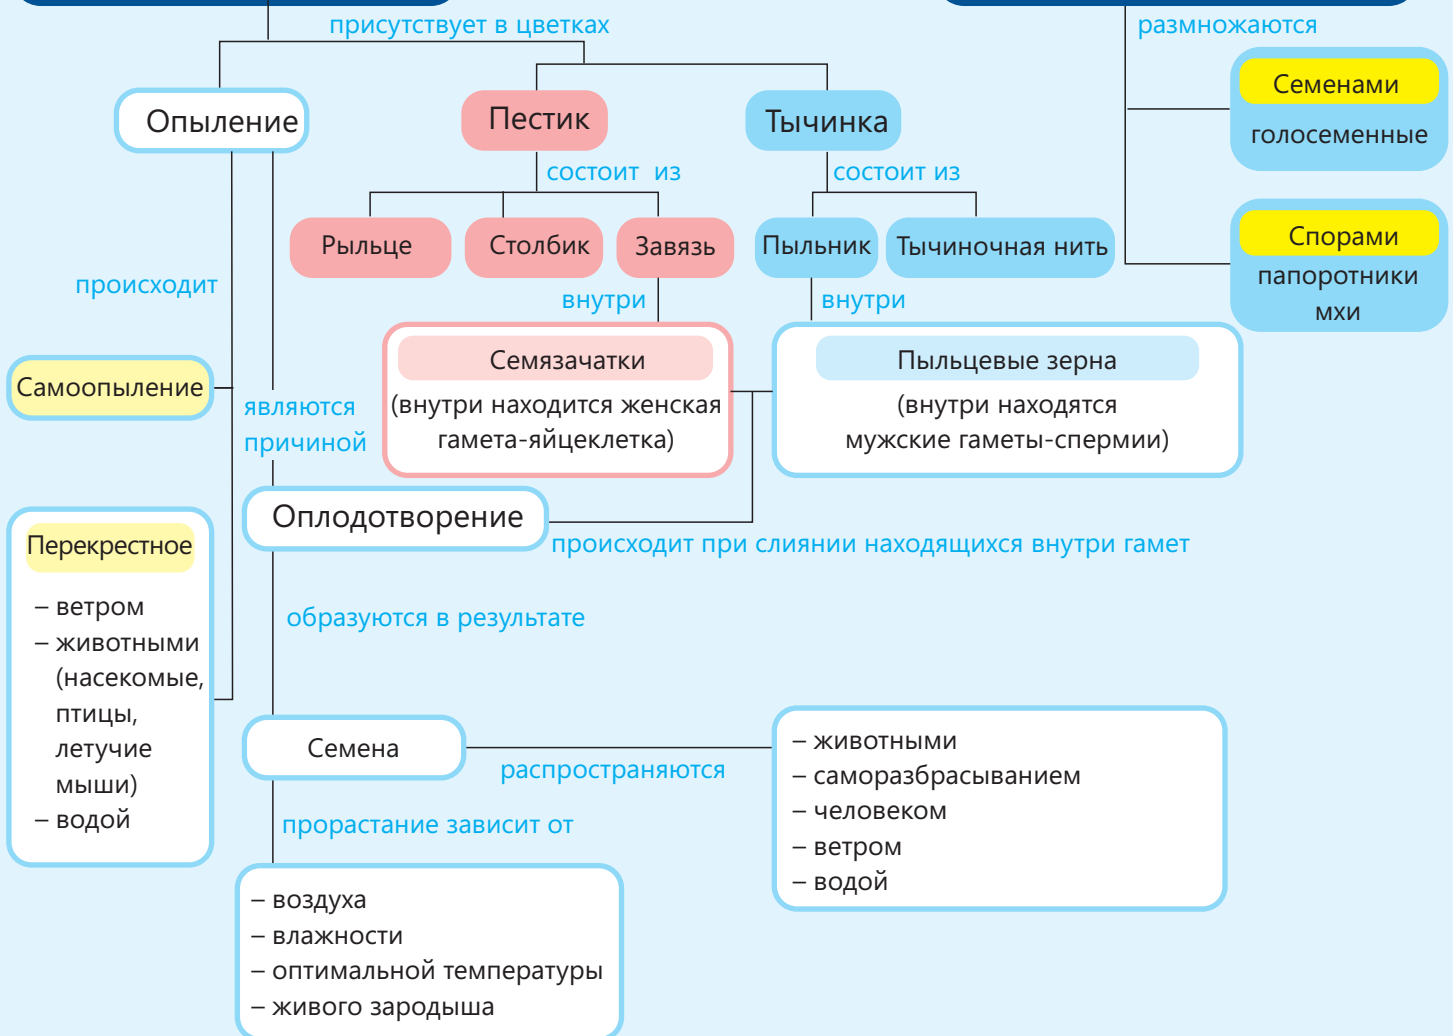 присутствует в цветках
размножаются
Опыление
Пестик
Тычинка
Семенами
голосеменные
состоит из
состоит из
Рыльце
Столбик
Завязь
Пыльник
Тычиночная нить
Спорами
папоротники
мхи
происходит
внутри
внутри
Самоопыление
являются
причиной
Семязачатки
(внутри находится женская
гамета-яйцеклетка)
Пыльцевые зерна
(внутри находятся
мужские гаметы-спермии)
Оплодотворение
происходит при слиянии находящихся внутри гамет
Перекрестное
– ветром
– животными
(насекомые,
птицы,
летучие
мыши)
– водой
образуются в результате
Семена
распространяются
– животными
– саморазбрасыванием
– человеком
– ветром
– водой
прорастание зависит от
– воздуха
– влажности
– оптимальной температуры
– живого зародыша